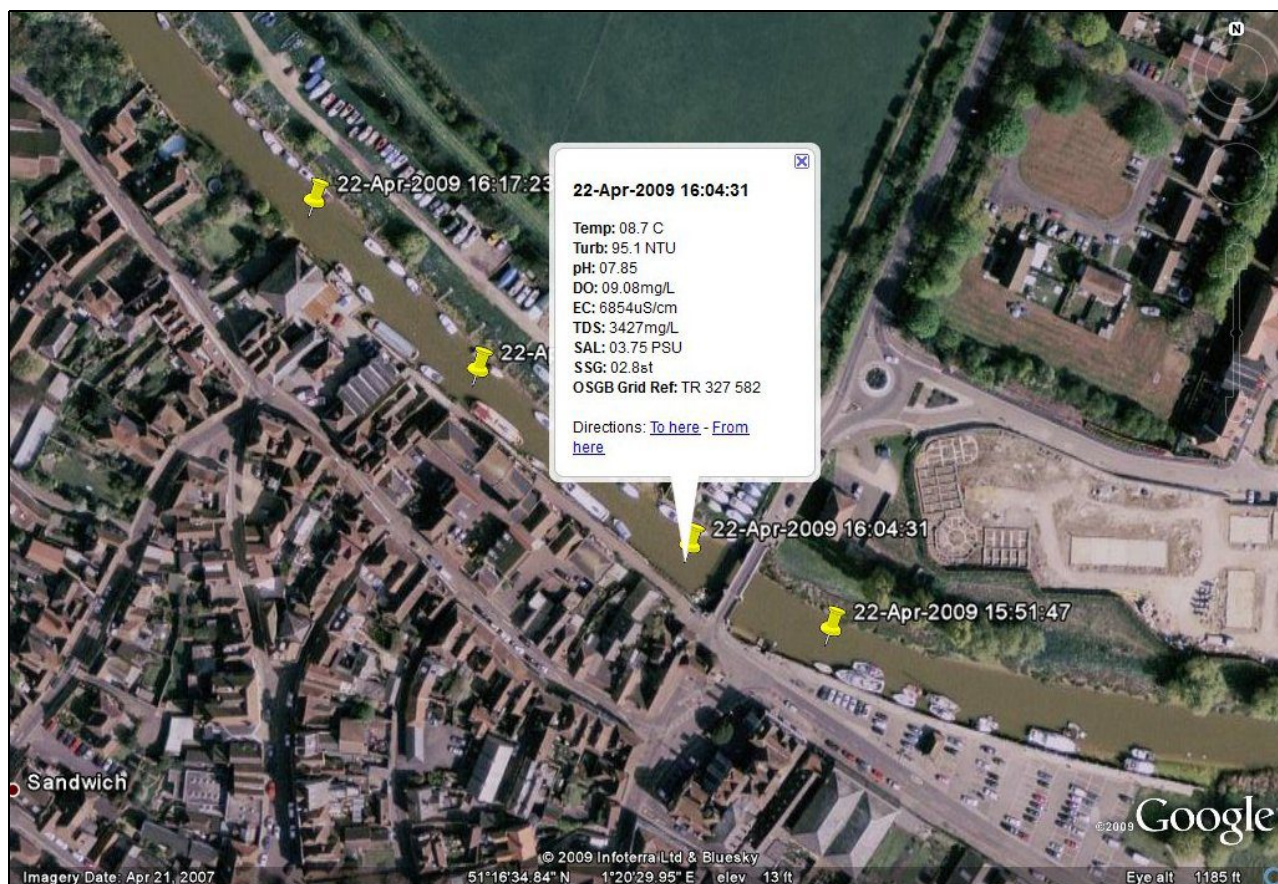 N
22-Apr-2009 16:17:23
22-A
22-Apr-2009 16:04:31
Temp: 08.7 C
Turb: 95.1 NTU
pH: 07.85
DO: 09.08mg/L
EC: 6854uS/cm
TDS: 3427mg/L
SAL: 03.75 PSU
SSG: 02.8st
OSGB Grid Ref: TR 327 582
Directions: To here - From
here
22-Apr-2009 16:04:31
22-Apr-2009 15:51:47
Sandwich
©2009 Google
© 2009 Infoterra Ltd & Bluesky
Imagery Date: Apr 21, 2007 51°16'34.84" N 1°20'29.95" E elev 13 ft Eye alt 1185 ft